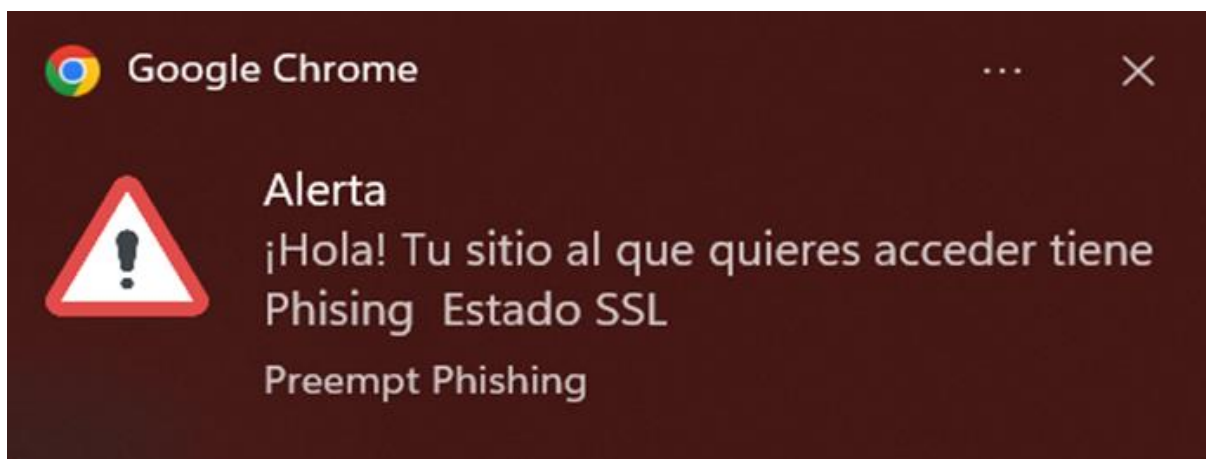 Google Chrome
Alerta
¡Hola! Tu sitio al que quieres acceder tiene
Phising  Estado SSL
Preempt Phishing